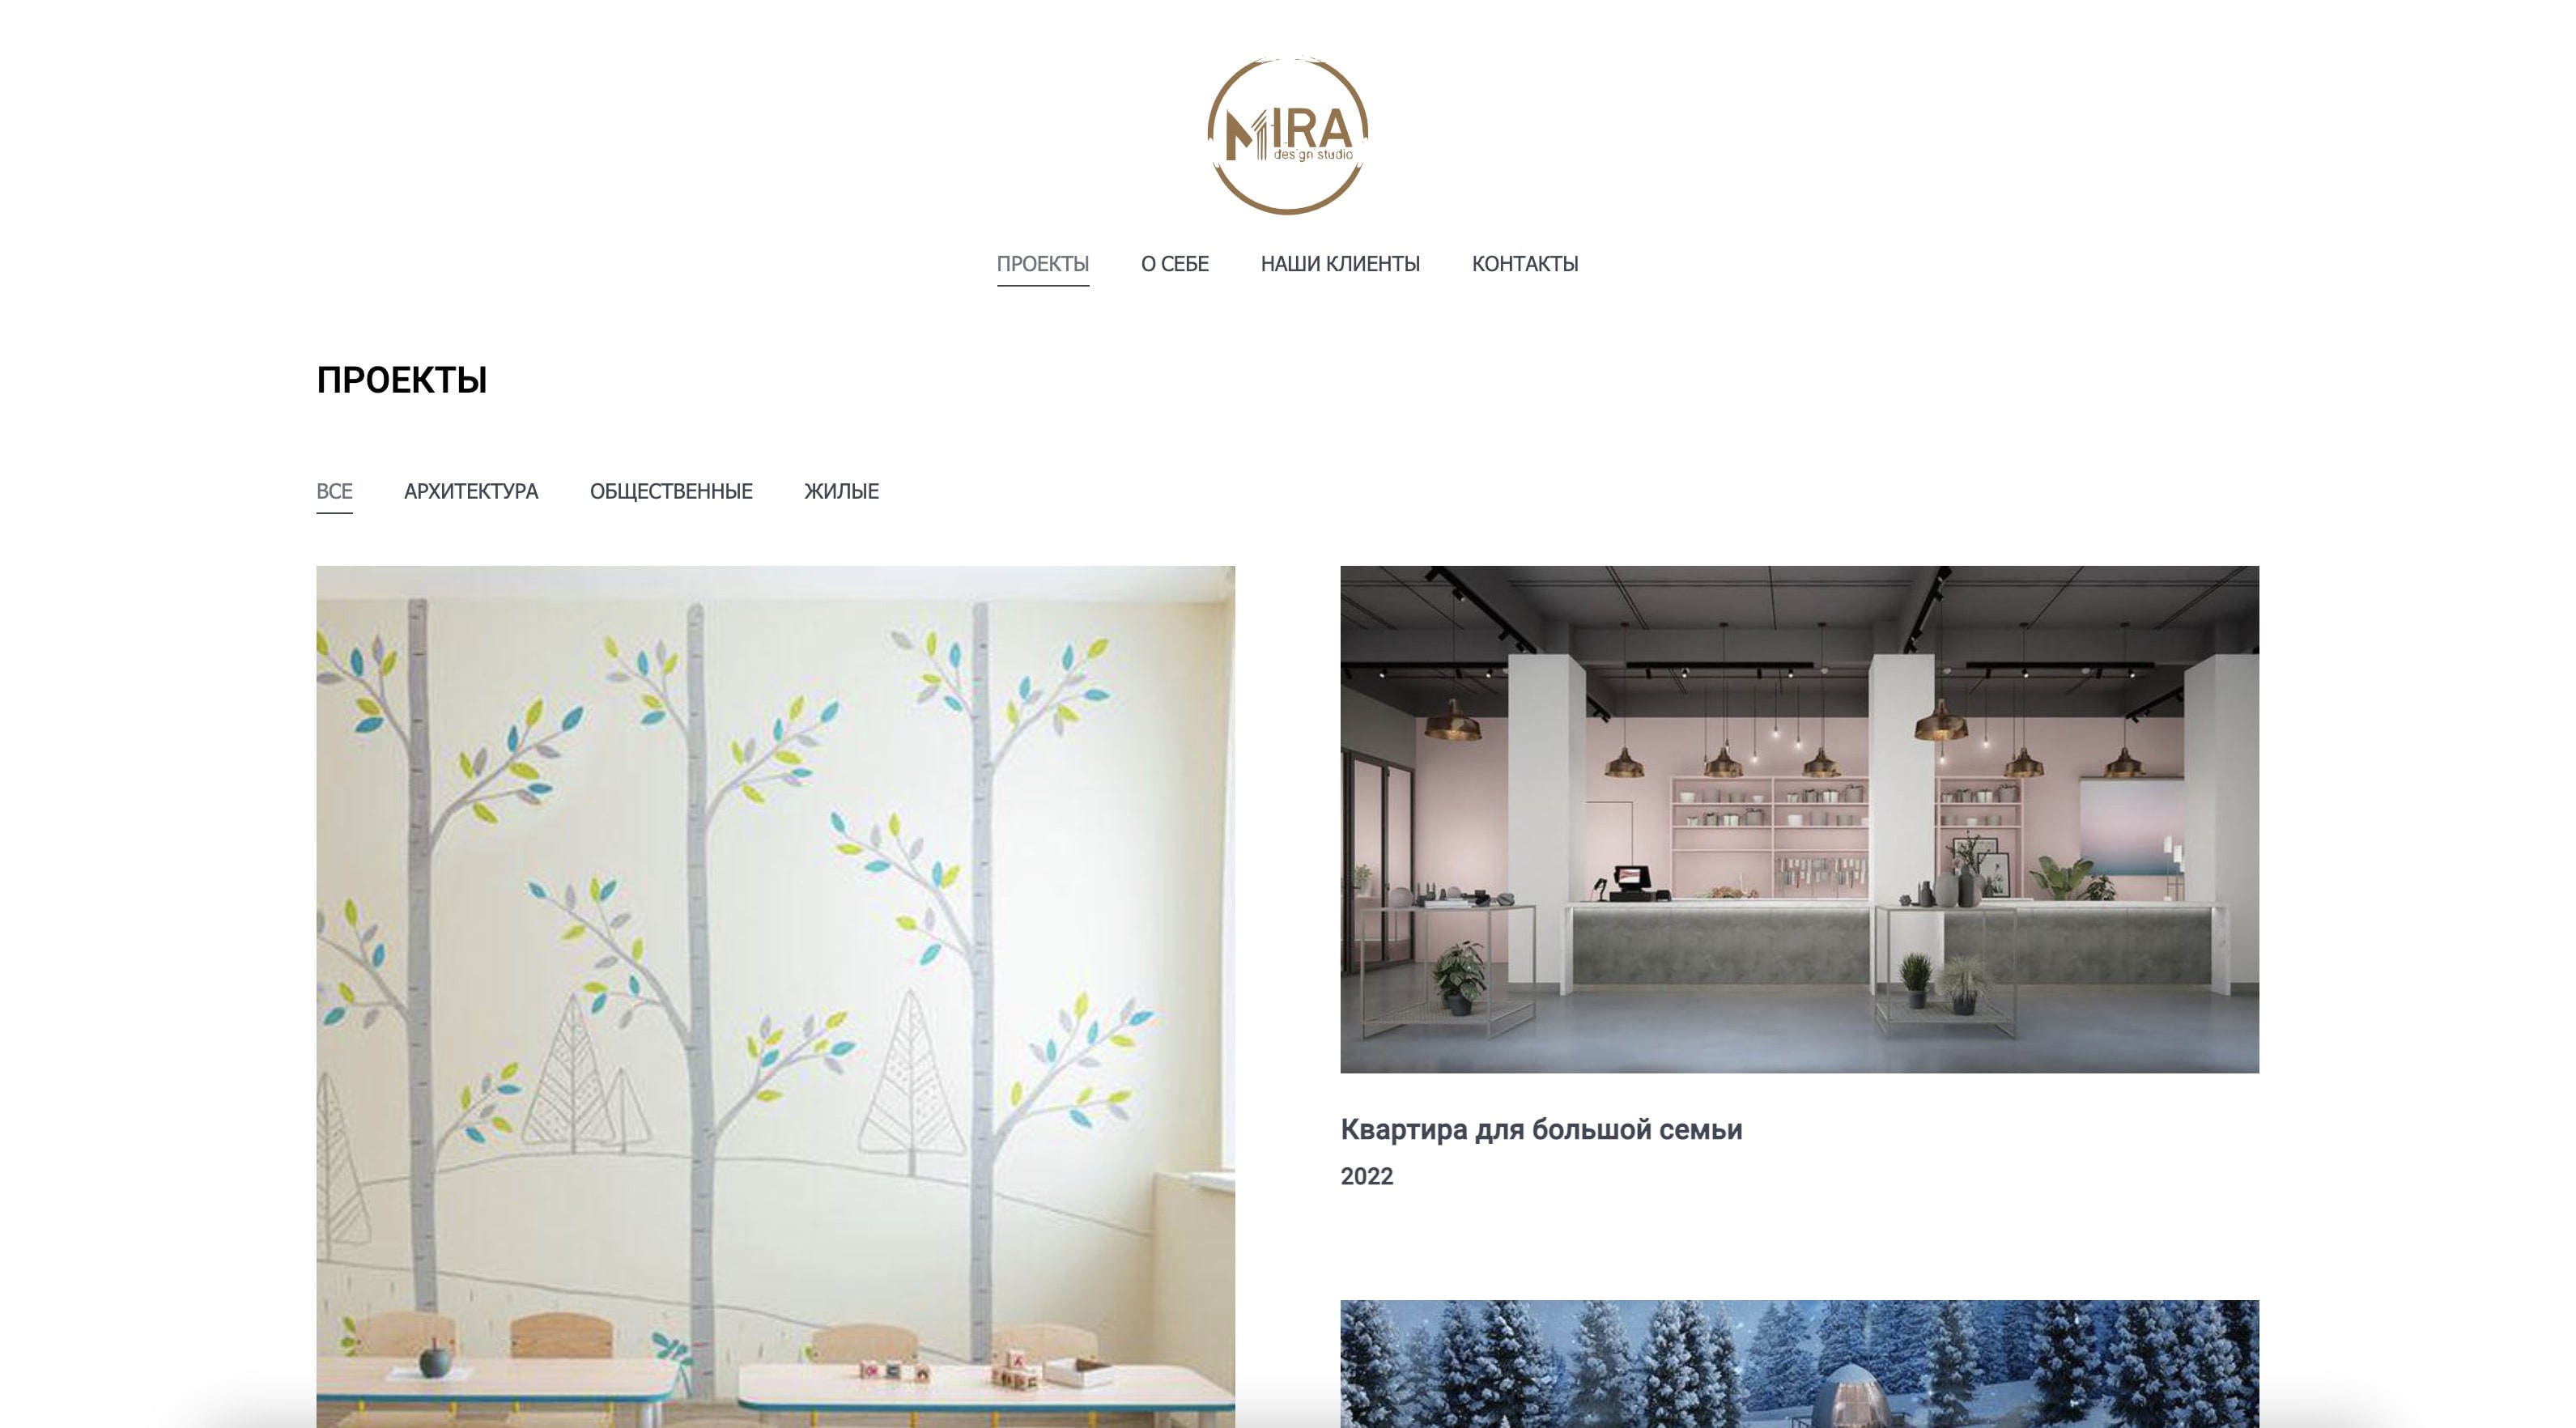 MIRA
design studio
ПРОЕКТЫ О СЕБЕ НАШИ КЛИЕНТЫ КОНТАКТЫ
ПРОЕКТЫ
ВСЕ АРХИТЕКТУРА ОБЩЕСТВЕННЫЕ ЖИЛЫЕ
Квартира для большой семьи
2022